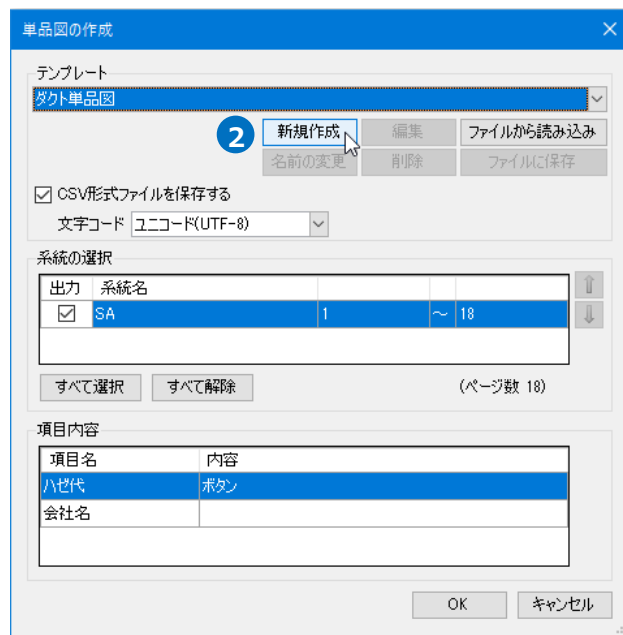 単品図の作成
テンプレート
ダクト単品図
2 新規作成 編集 ファイルから読み込み
名前の変更 削除 ファイルに保存
CSV形式ファイルを保存する
文字コード ユニコード(UTF-8)
系統の選択
出力 系統名
SA 1 ～ 18
すべて選択 すべて解除 (ページ数 18)
項目内容
項目名 内容
ハゼ代 ボタン
会社名
OK キャンセル